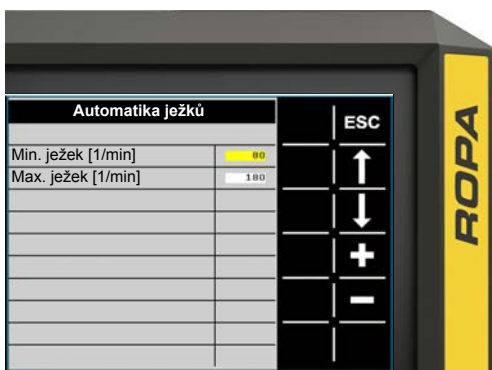 Automatika ježků
ESC
Min. ježek [1/min] 80
Max. ježek [1/min] 180
+
-
ROPA